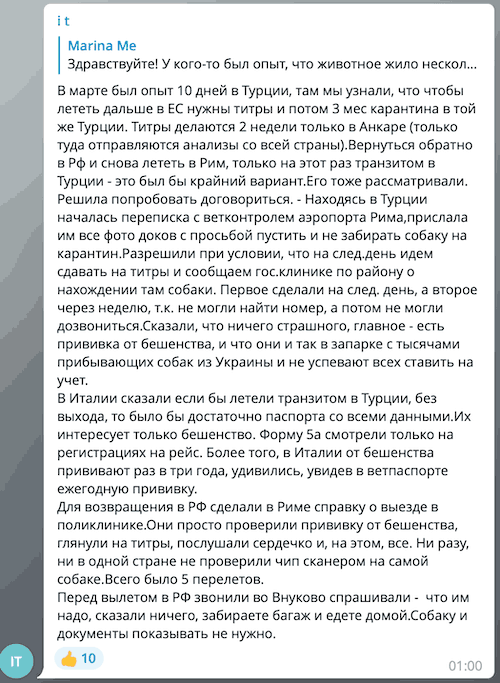 i t
Marina Me
Здравствуйте! У кого-то был опыт, что животное жило нескол...
В марте был опыт 10 дней в Турции, там мы узнали, что чтобы
лететь дальше в ЕС нужны титры и потом 3 мес карантина в той
же Турции. Титры делаются 2 недели только в Анкаре (только
туда отправляются анализы со всей страны).Вернуться обратно
в Рф и снова лететь в Рим, только на этот раз транзитом в
Турции - это был бы крайний вариант.Его тоже рассматривали.
Решила попробовать договориться. - Находясь в Турции
началась переписка с ветконтролем аэропорта Рима,прислала
им все фото доков с просьбой пустить и не забирать собаку на
карантин.Разрешили при условии, что на след.день идем
сдавать на титры и сообщаем гос.клинике по району о
нахождении там собаки. Первое сделали на след. день, а второе
через неделю, т.к. не могли найти номер, а потом не могли
дозвониться.Сказали, что ничего страшного, главное - есть
прививка от бешенства, и что они и так в запарке с тысячами
прибывающих собак из Украины и не успевают всех ставить на
учет.
В Италии сказали если бы летели транзитом в Турции, без
выхода, то было бы достаточно паспорта со всеми данными.Их
интересует только бешенство. Форму 5а смотрели только на
регистрациях на рейс. Более того, в Италии от бешенства
прививают раз в три года, удивились, увидев в ветпаспорте
ежегодную прививку.
Для возвращения в РФ сделали в Риме справку о выезде в
поликлинике.Они просто проверили прививку от бешенства,
глянули на титры, послушали сердечко и, на этом, все. Ни разу,
ни в одной стране не проверили чип сканером на самой
собаке.Всего было 5 перелетов.
Перед вылетом в РФ звонили во Внуково спрашивали - что им
надо, сказали ничего, забираете багаж и едете домой.Собаку и
документы показывать не нужно.
👍 10
01:00
IT